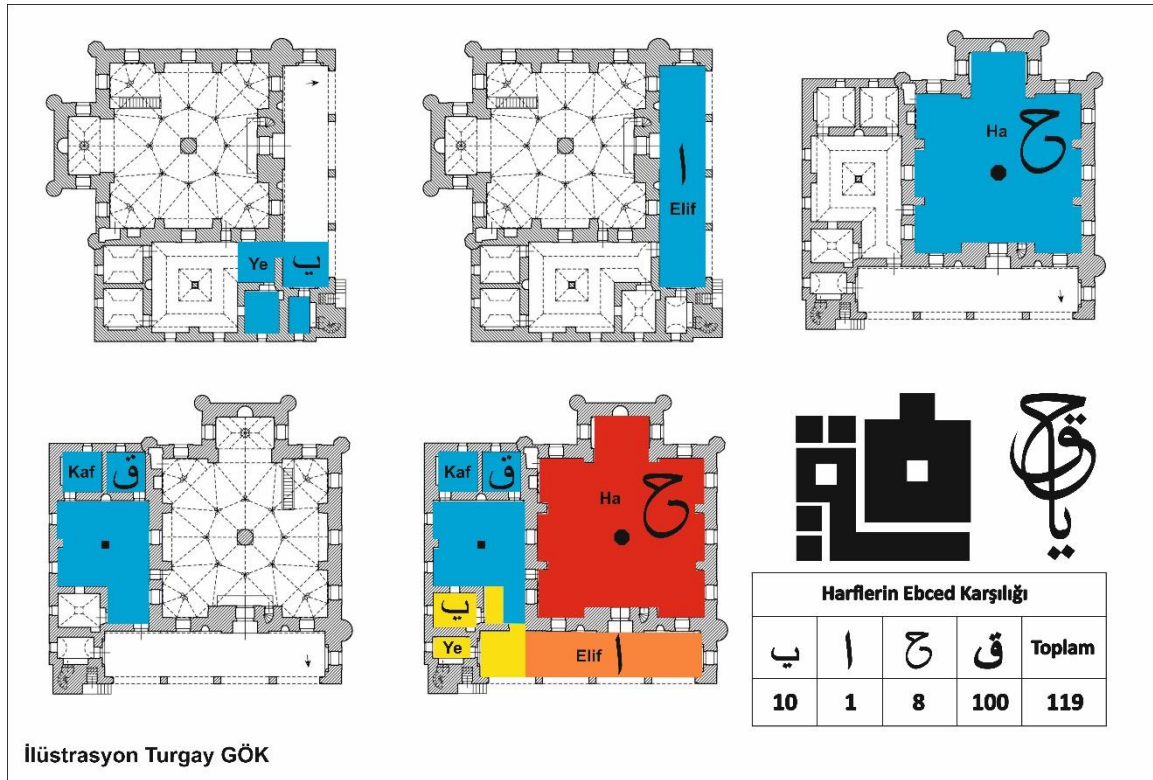 Ye ي
ا
Elif
Ha ح
Kaf ق
Kaf ق
Ha ح
ي
Ye
Elif ا
Harflerin Ebced Karşılığı
ي ا ح ق Toplam
10 1 8 100 119
İlüstrasyon Turgay GÖK